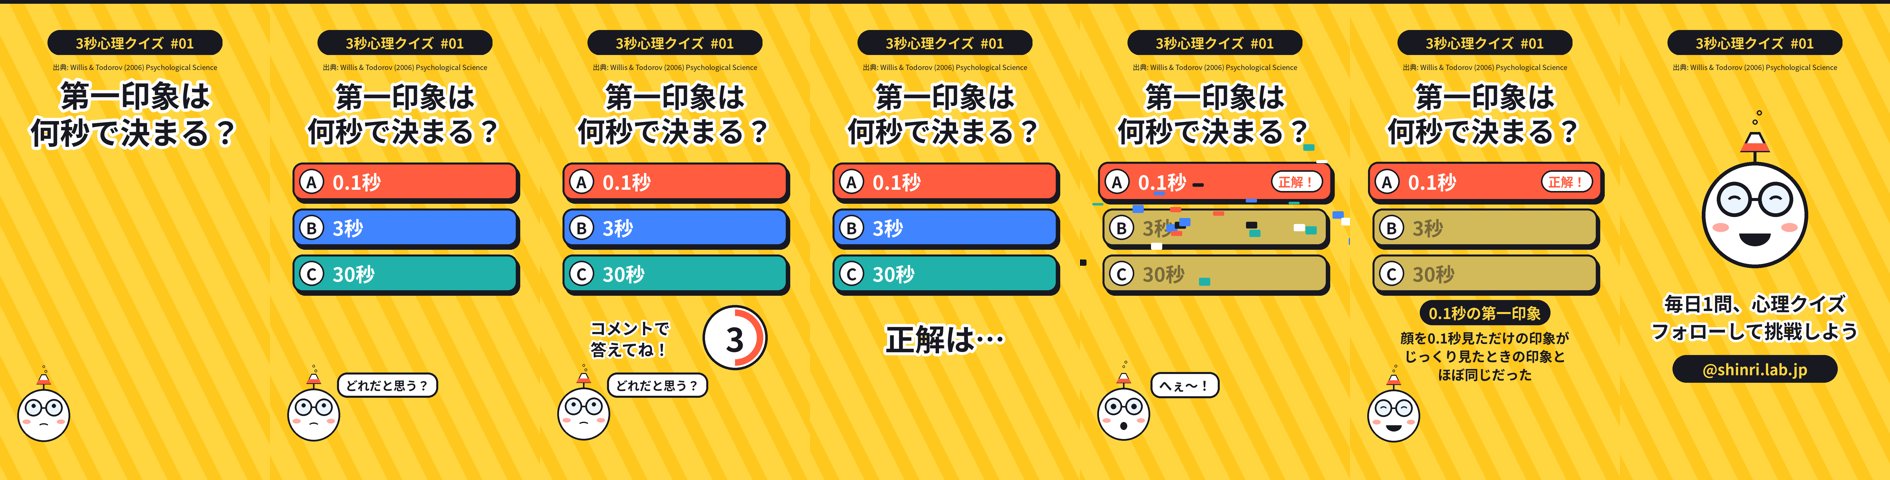 3秒心理クイズ #01
出典: Willis & Todorov (2006) Psychological Science
第一印象は
何秒で決まる？
3秒心理クイズ #01
出典: Willis & Todorov (2006) Psychological Science
第一印象は
何秒で決まる？
A 0.1秒
B 3秒
C 30秒
どれだと思う？
3秒心理クイズ #01
出典: Willis & Todorov (2006) Psychological Science
第一印象は
何秒で決まる？
A 0.1秒
B 3秒
C 30秒
コメントで
答えてね！
3
どれだと思う？
3秒心理クイズ #01
出典: Willis & Todorov (2006) Psychological Science
第一印象は
何秒で決まる？
A 0.1秒
B 3秒
C 30秒
正解は…
3秒心理クイズ #01
出典: Willis & Todorov (2006) Psychological Science
第一印象は
何秒で決まる？
A 0.1秒 正解！
B 3秒
C 30秒
へぇ〜！
3秒心理クイズ #01
出典: Willis & Todorov (2006) Psychological Science
第一印象は
何秒で決まる？
A 0.1秒 正解！
B 3秒
C 30秒
0.1秒の第一印象
顔を0.1秒見ただけの印象が
じっくり見たときの印象と
ほぼ同じだった
3秒心理クイズ #01
出典: Willis & Todorov (2006) Psychological Science
毎日1問、心理クイズ
フォローして挑戦しよう
@shinri.lab.jp